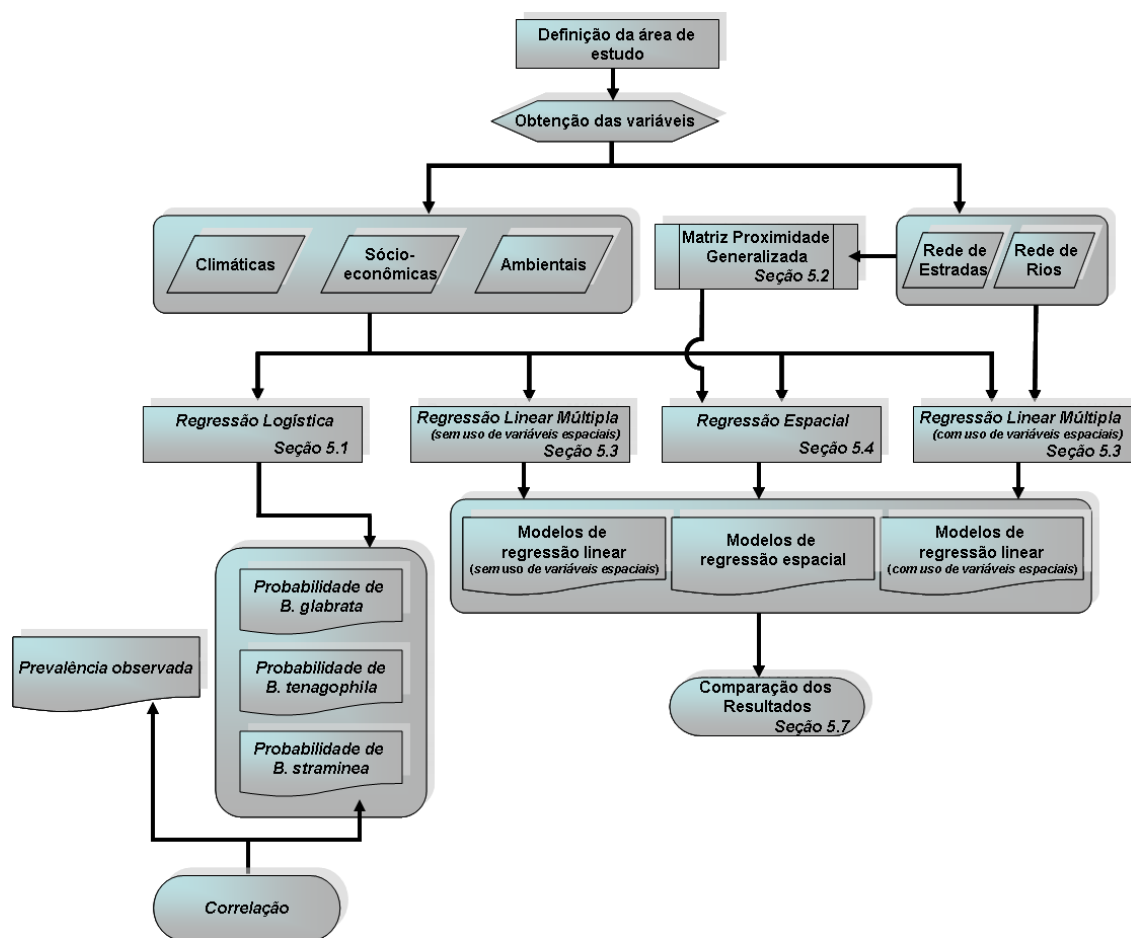 Definição da área de
estudo
Obtenção das variáveis
Climáticas
Sócio-
econômicas
Ambientais
Matriz Proximidade
Generalizada
Seção 5.2
Rede de
Estradas
Rede de
Rios
Regressão Logística
Seção 5.1
Regressão Linear Múltipla
(sem uso de variáveis espaciais)
Seção 5.3
Regressão Espacial
Seção 5.4
Regressão Linear Múltipla
(com uso de variáveis espaciais)
Seção 5.3
Modelos de
regressão linear
(sem uso de variáveis espaciais)
Modelos de
regressão espacial
Modelos de
regressão linear
(com uso de variáveis espaciais)
Probabilidade de
B. glabrata
Prevalência observada
Probabilidade de
B. tenagophila
Probabilidade de
B. straminea
Comparação dos
Resultados
Seção 5.7
Correlação